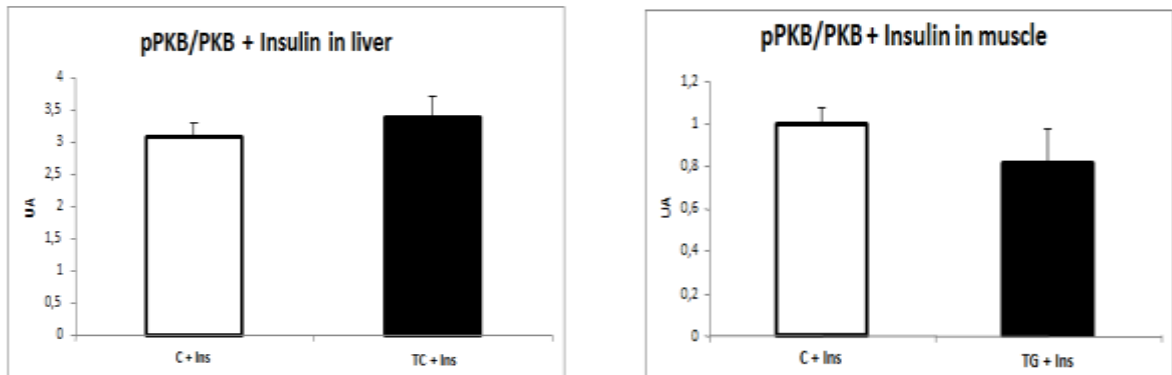 pPKB/PKB + Insulin in liver
4
3,5
3
2,5
2
1,5
1
0,5
0
UA
C + Ins
TC + Ins
pPKB/PKB + Insulin in muscle
1,2
1
0,8
0,6
0,4
0,2
0
UA
C + Ins
TG + Ins